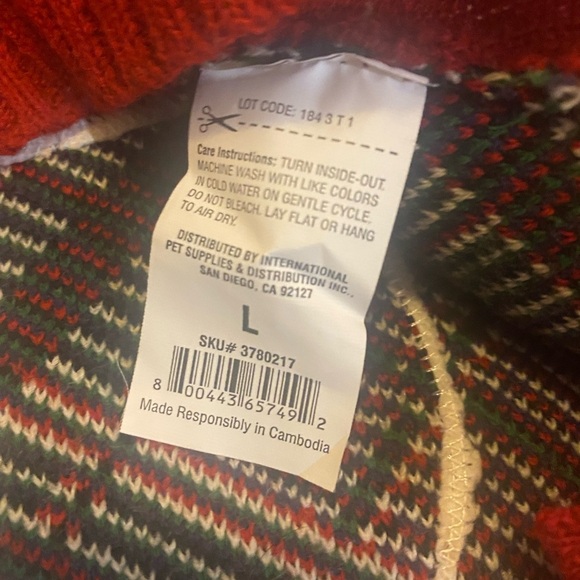 LOT CODE: 184 3 T 1
Care Instructions: TURN INSIDE-OUT.
MACHINE WASH WITH LIKE COLORS
IN COLD WATER ON GENTLE CYCLE.
DO NOT BLEACH. LAY FLAT OR HANG
TO AIR DRY.
DISTRIBUTED BY INTERNATIONAL
PET SUPPLIES & DISTRIBUTION INC.,
SAN DIEGO, CA 92127
L
SKU# 3780217
8 00443 65749 2
Made Responsibly in Cambodia